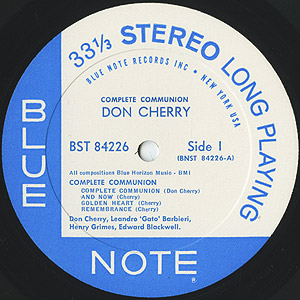 33⅓ STEREO LONG PLAYING
BLUE NOTE RECORDS INC • NEW YORK USA
COMPLETE COMMUNION
DON CHERRY
BST 84226 Side 1
(BNST 84226-A)
All compositions Blue Horizon Music - BMI
COMPLETE COMMUNION
COMPLETE COMMUNION (Don Cherry)
AND NOW (Cherry)
GOLDEN HEART (Cherry)
REMEMBRANCE (Cherry)
Don Cherry, Leandro 'Gato' Barbieri,
Henry Grimes, Edward Blackwell.
BLUE
NOTE ®